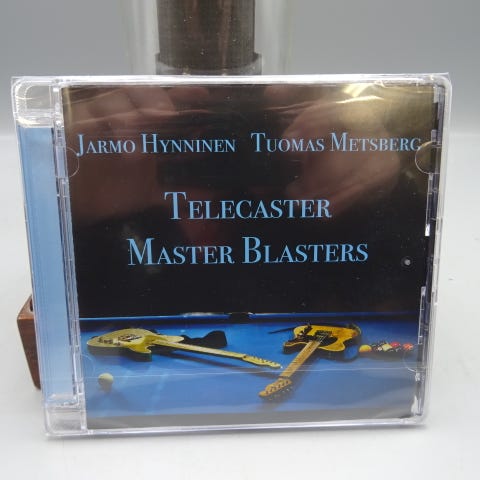 Jarmo Hynninen Tuomas Metsberg
Telecaster
Master Blasters